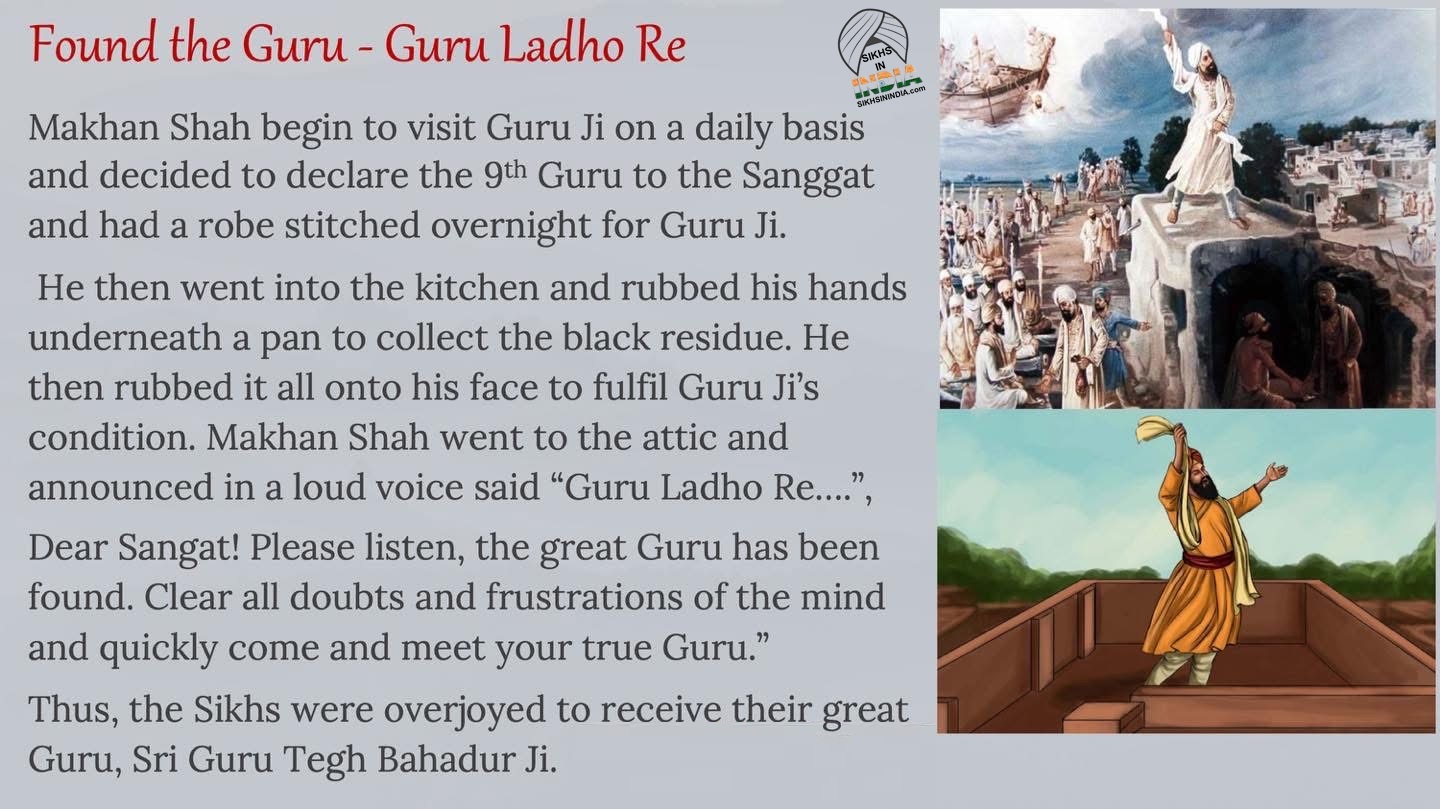 Found the Guru - Guru Ladho Re
SIKHS
IN
INDIA
SIKHSININDIA.com
Makhan Shah begin to visit Guru Ji on a daily basis
and decided to declare the 9th Guru to the Sanggat
and had a robe stitched overnight for Guru Ji.
He then went into the kitchen and rubbed his hands
underneath a pan to collect the black residue. He
then rubbed it all onto his face to fulfil Guru Ji’s
condition. Makhan Shah went to the attic and
announced in a loud voice said “Guru Ladho Re....”,
Dear Sangat! Please listen, the great Guru has been
found. Clear all doubts and frustrations of the mind
and quickly come and meet your true Guru.”
Thus, the Sikhs were overjoyed to receive their great
Guru, Sri Guru Tegh Bahadur Ji.